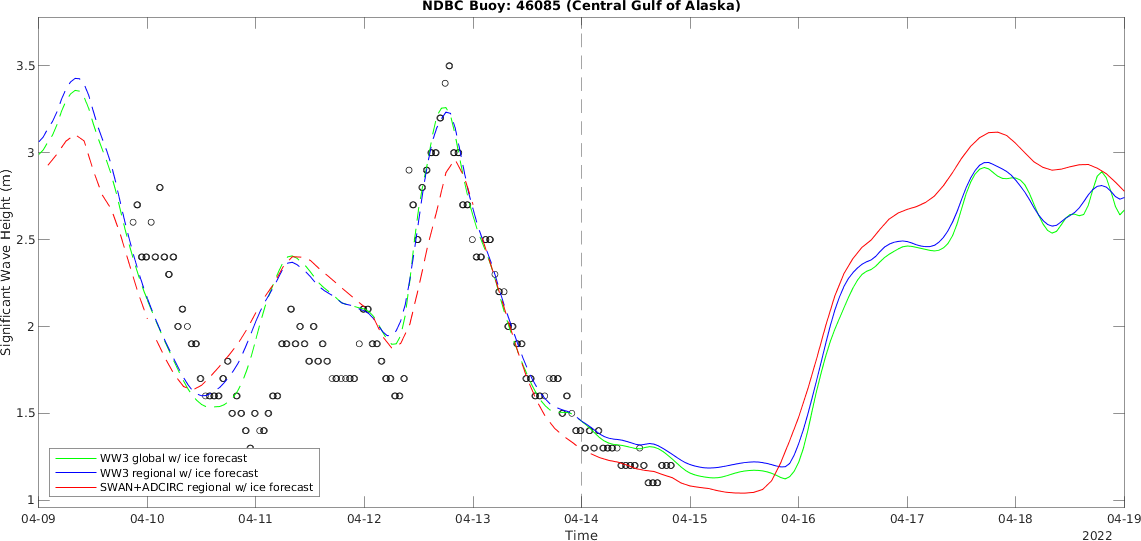 NDBC Buoy: 46085 (Central Gulf of Alaska)
Significant Wave Height (m)
3.5
3
2.5
2
1.5
1
WW3 global w/ ice forecast
WW3 regional w/ ice forecast
SWAN+ADCIRC regional w/ ice forecast
04-09 04-10 04-11 04-12 04-13 04-14 04-15 04-16 04-17 04-18 04-19
Time
2022